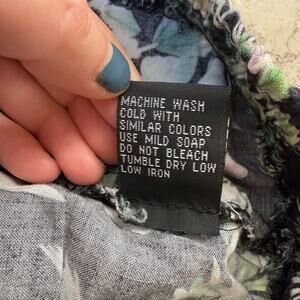 MACHINE WASH
COLD WITH
SIMILAR COLORS
USE MILD SOAP
DO NOT BLEACH
TUMBLE DRY LOW
LOW IRON